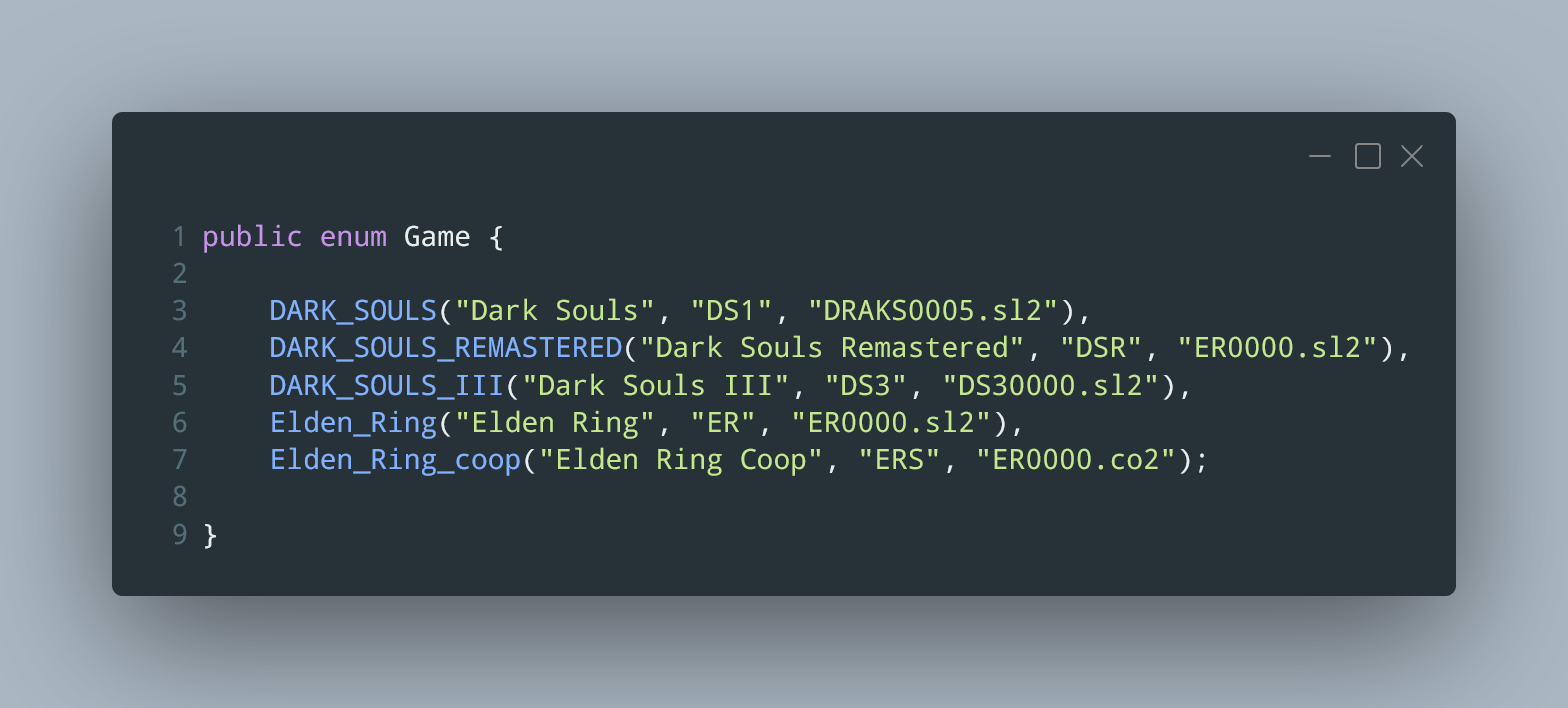 1 public enum Game {
2
3     DARK_SOULS("Dark Souls", "DS1", "DRAKS0005.sl2"),
4     DARK_SOULS_REMASTERED("Dark Souls Remastered", "DSR", "ER0000.sl2"),
5     DARK_SOULS_III("Dark Souls III", "DS3", "DS30000.sl2"),
6     Elden_Ring("Elden Ring", "ER", "ER0000.sl2"),
7     Elden_Ring_coop("Elden Ring Coop", "ERS", "ER0000.co2");
8
9 }